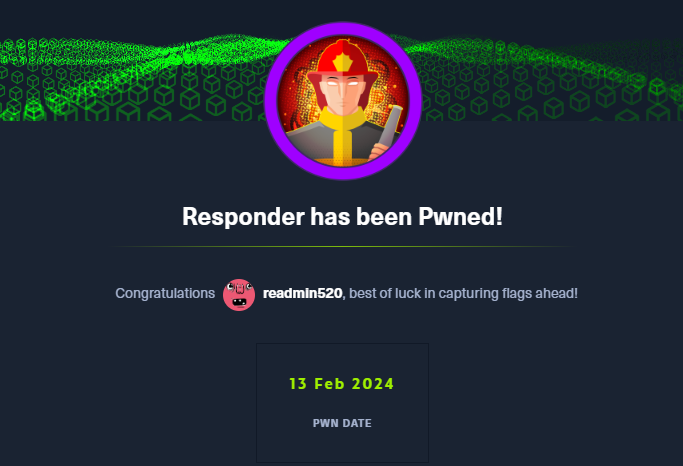 Responder has been Pwned!
Congratulations readmin520, best of luck in capturing flags ahead!
13 Feb 2024
PWN DATE